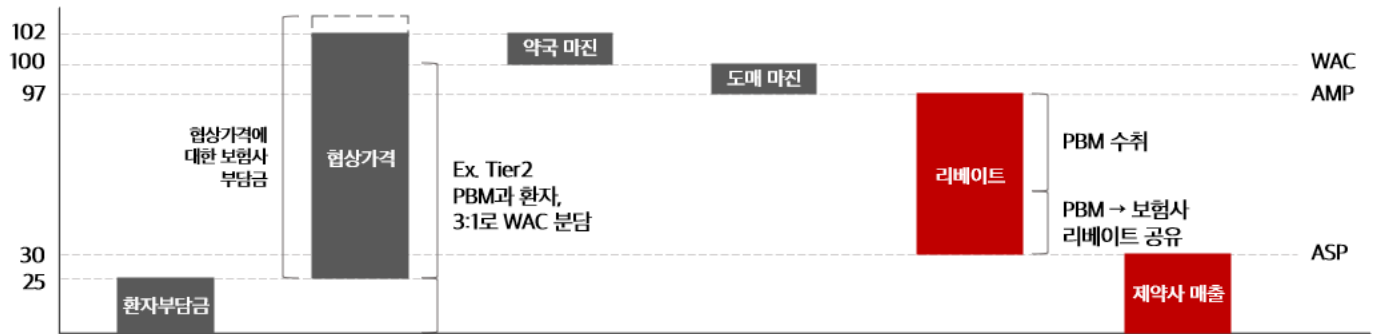 102
100
97
30
25
환자부담금
협상가격에
대한 보험사
부담금
협상가격
Ex. Tier2
PBM과 환자,
3:1로 WAC 분담
약국 마진
도매 마진
리베이트
PBM 수취
PBM → 보험사
리베이트 공유
제약사 매출
WAC
AMP
ASP